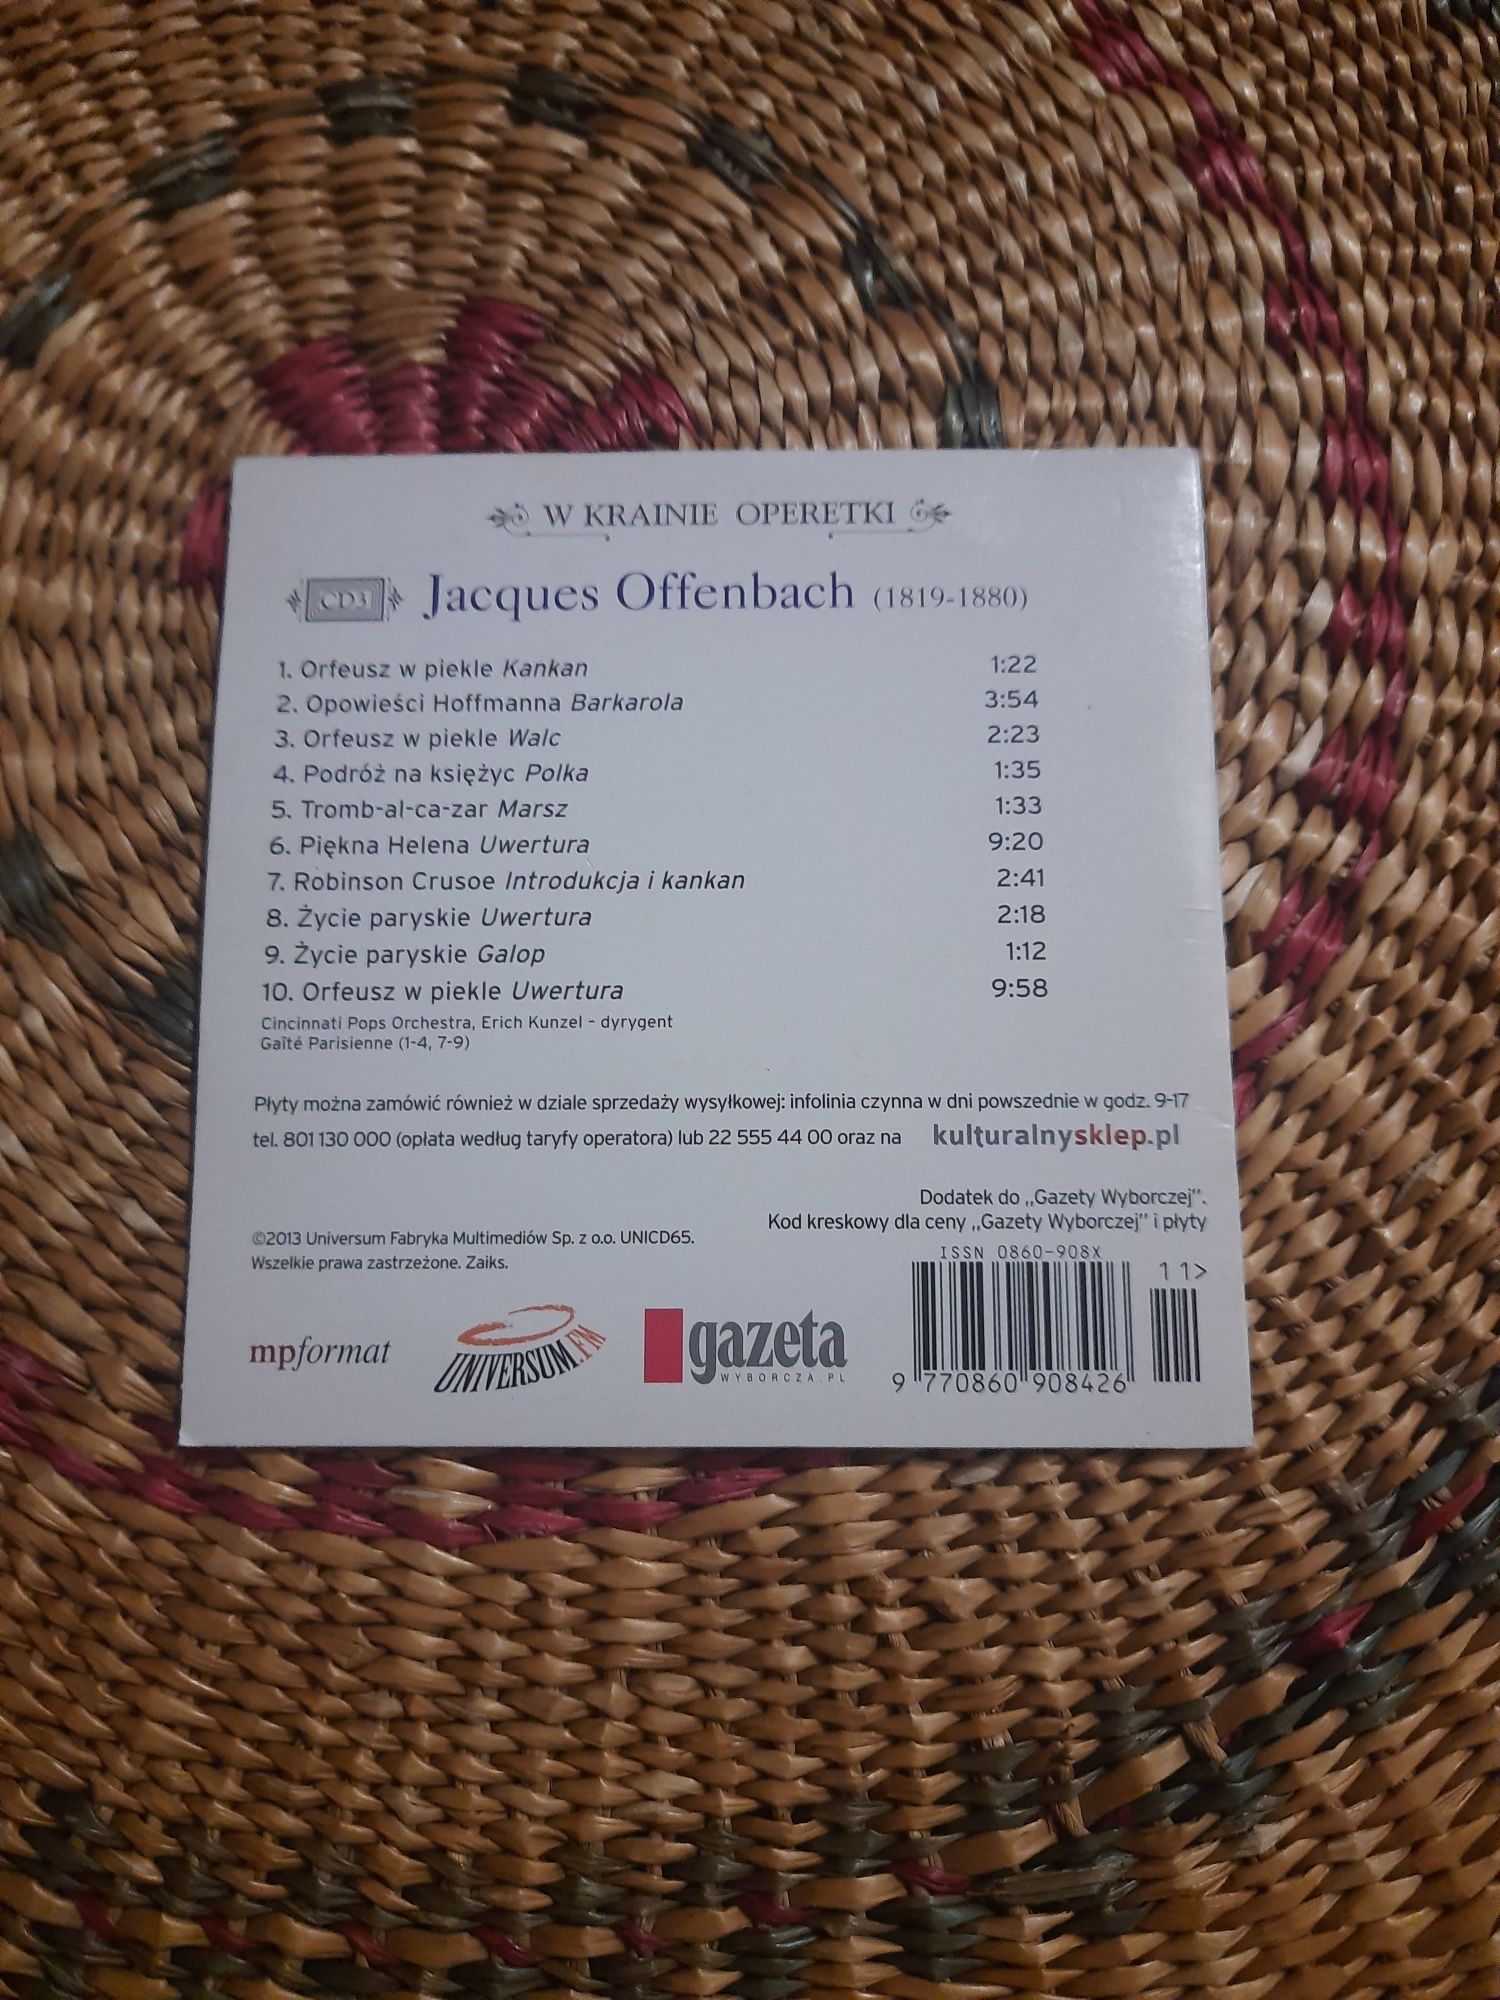 W KRAINIE OPERETKI
CD3 Jacques Offenbach (1819-1880)
1. Orfeusz w piekle Kankan 1:22
2. Opowieści Hoffmanna Barkarola 3:54
3. Orfeusz w piekle Walc 2:23
4. Podróż na księżyc Polka 1:35
5. Tromb-al-ca-zar Marsz 1:33
6. Piękna Helena Uwertura 9:20
7. Robinson Crusoe Introdukcja i kankan 2:41
8. Życie paryskie Uwertura 2:18
9. Życie paryskie Galop 1:12
10. Orfeusz w piekle Uwertura 9:58
Cincinnati Pops Orchestra, Erich Kunzel – dyrygent
Gaîté Parisienne (1-4, 7-9)
Płyty można zamówić również w dziale sprzedaży wysyłkowej: infolinia czynna w dni powszednie w godz. 9-17
tel. 801 130 000 (opłata według taryfy operatora) lub 22 555 44 00 oraz na kulturalnysklep.pl
Dodatek do „Gazety Wyborczej”.
Kod kreskowy dla ceny „Gazety Wyborczej” i płyty
©2013 Universum Fabryka Multimediów Sp. z o.o. UNICD65.
Wszelkie prawa zastrzeżone. Zaiks.
ISSN 0860-908X
11>
mpformat
UNIVERSUM.FM
gazeta
WYBORCZA.PL
9 770860 908426